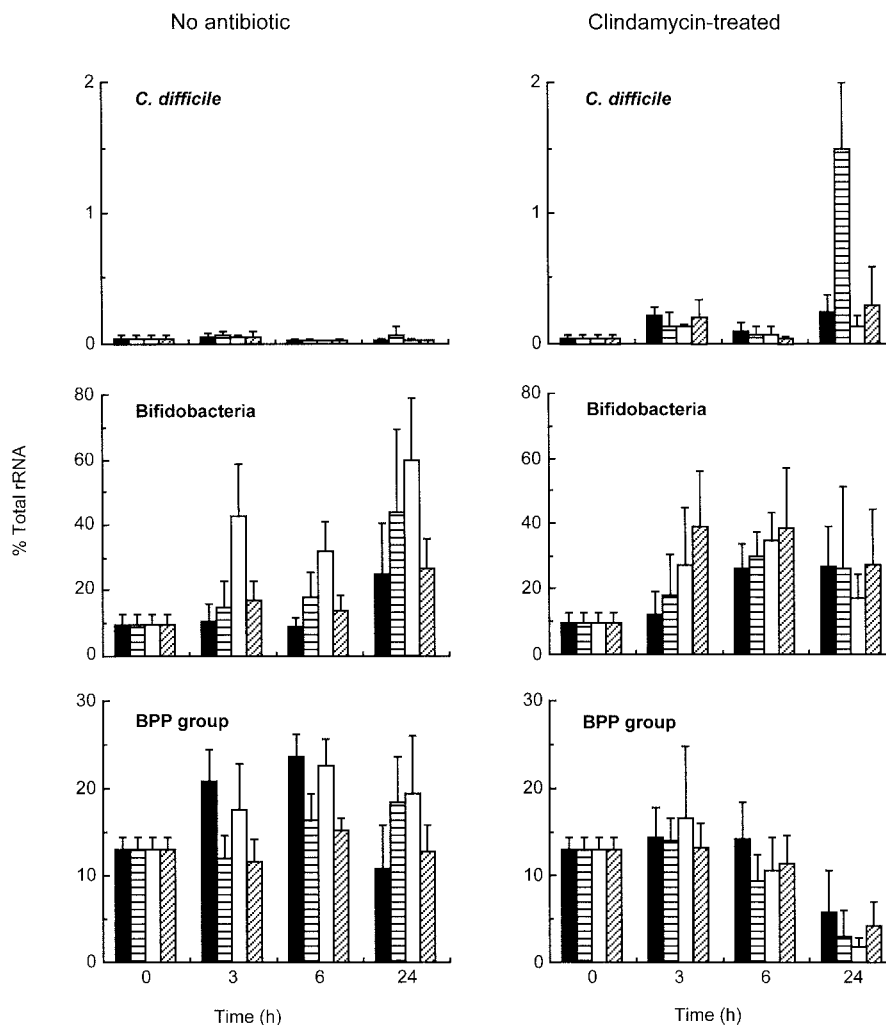 No antibiotic
Clindamycin-treated
2
C. difficile
1
0
2
C. difficile
1
0
80
Bifidobacteria
60
40
20
0
80
Bifidobacteria
60
40
20
0
% Total rRNA
30
BPP group
20
10
0
0 3 6 24
Time (h)
30
BPP group
20
10
0
0 3 6 24
Time (h)